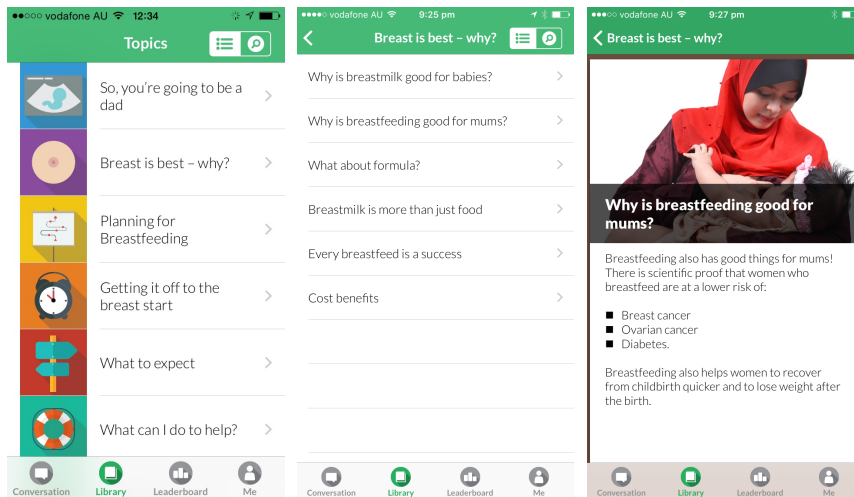 vodafone AU 12:34
Topics
So, you're going to be a
dad
Breast is best – why?
Planning for
Breastfeeding
Getting it off to the
breast start
What to expect
What can I do to help?
Conversation
Library
Leaderboard
Me
vodafone AU 9:25 pm
Breast is best – why?
Why is breastmilk good for babies?
Why is breastfeeding good for mums?
What about formula?
Breastmilk is more than just food
Every breastfeed is a success
Cost benefits
Conversation
Library
Leaderboard
Me
vodafone AU 9:27 pm
Breast is best – why?
Why is breastfeeding good for
mums?
Breastfeeding also has good things for mums!
There is scientific proof that women who
breastfeed are at a lower risk of:
Breast cancer
Ovarian cancer
Diabetes.
Breastfeeding also helps women to recover
from childbirth quicker and to lose weight after
the birth.
Conversation
Library
Leaderboard
Me